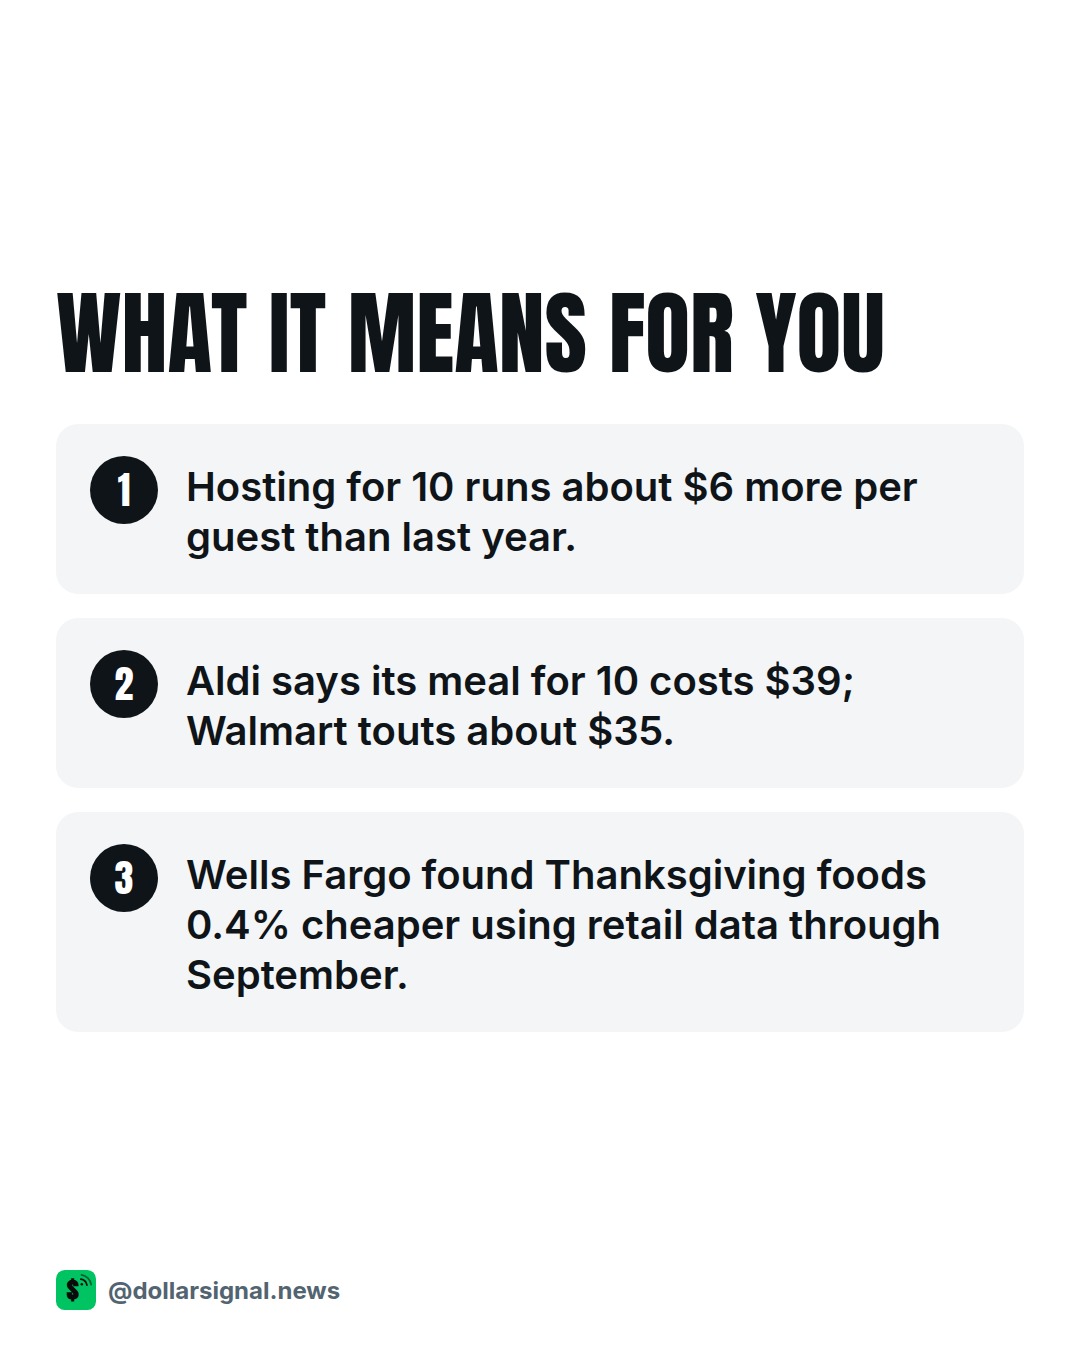 WHAT IT MEANS FOR YOU
1
Hosting for 10 runs about $6 more per
guest than last year.
2
Aldi says its meal for 10 costs $39;
Walmart touts about $35.
3
Wells Fargo found Thanksgiving foods
0.4% cheaper using retail data through
September.
$
@dollarsignal.news